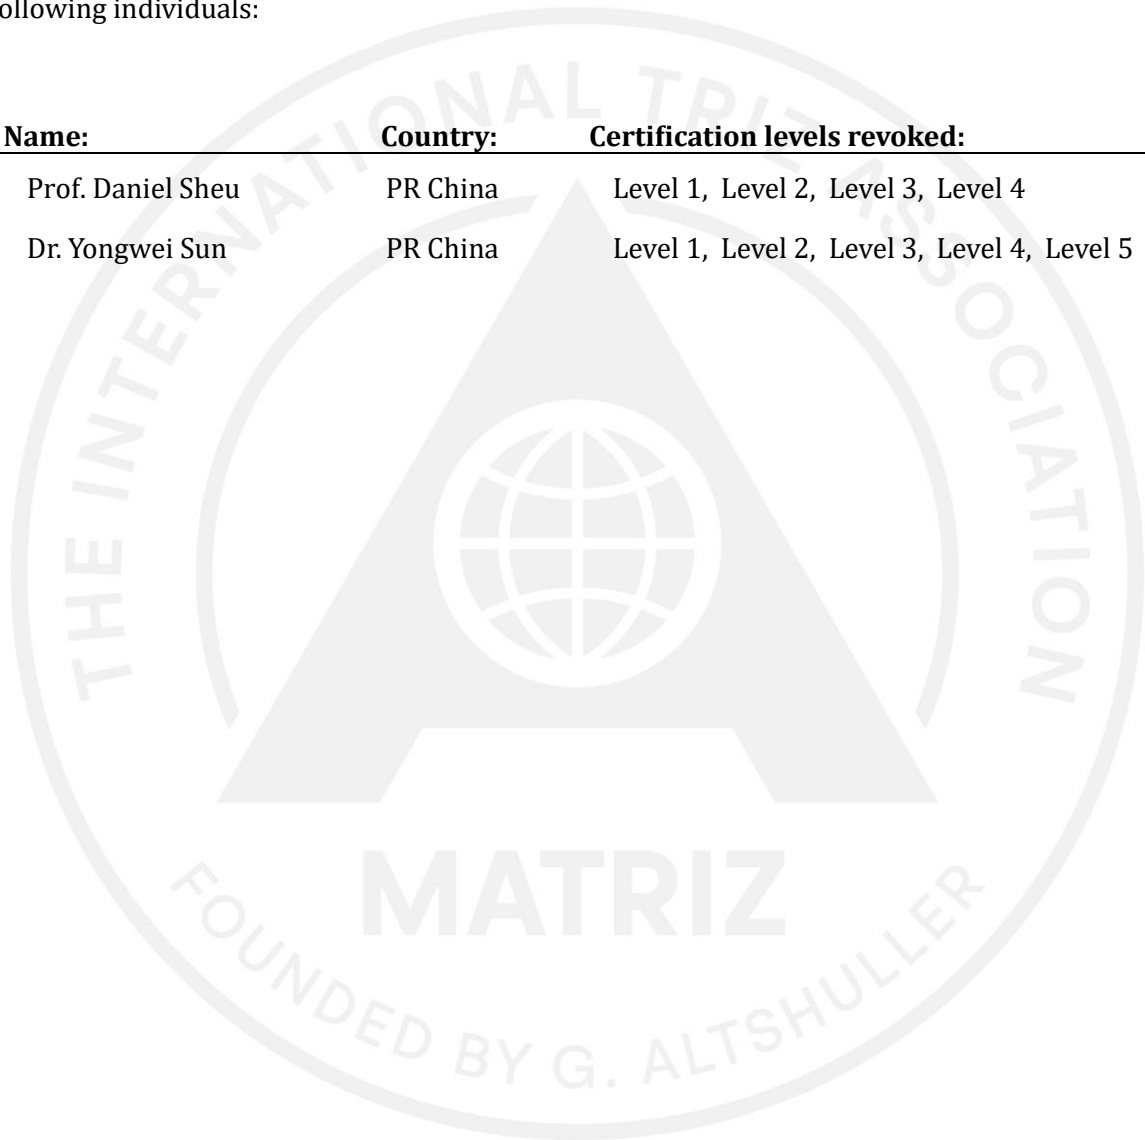 ollowing individuals:
Name: Country: Certification levels revoked:
Prof. Daniel Sheu PR China Level 1, Level 2, Level 3, Level 4
Dr. Yongwei Sun PR China Level 1, Level 2, Level 3, Level 4, Level 5
THE INTERNATIONAL TRIZ ASSOCIATION
MATRIZ
FOUNDED BY G. ALTSHULLER